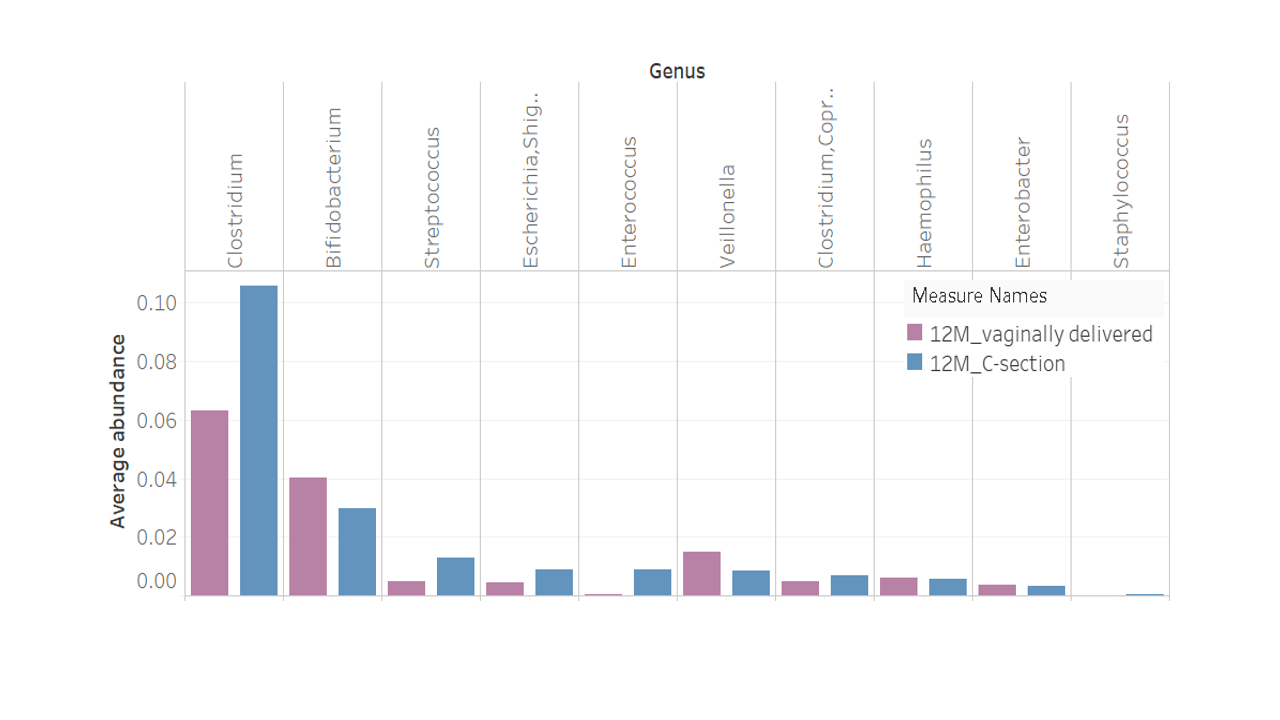 Genus
Clostridium
Bifidobacterium
Streptococcus
Escherichia,Shig..
Enterococcus
Veillonella
Clostridium,Copr..
Haemophilus
Enterobacter
Staphylococcus
Measure Names
12M_vaginally delivered
12M_C-section
Average abundance
0.10
0.08
0.06
0.04
0.02
0.00